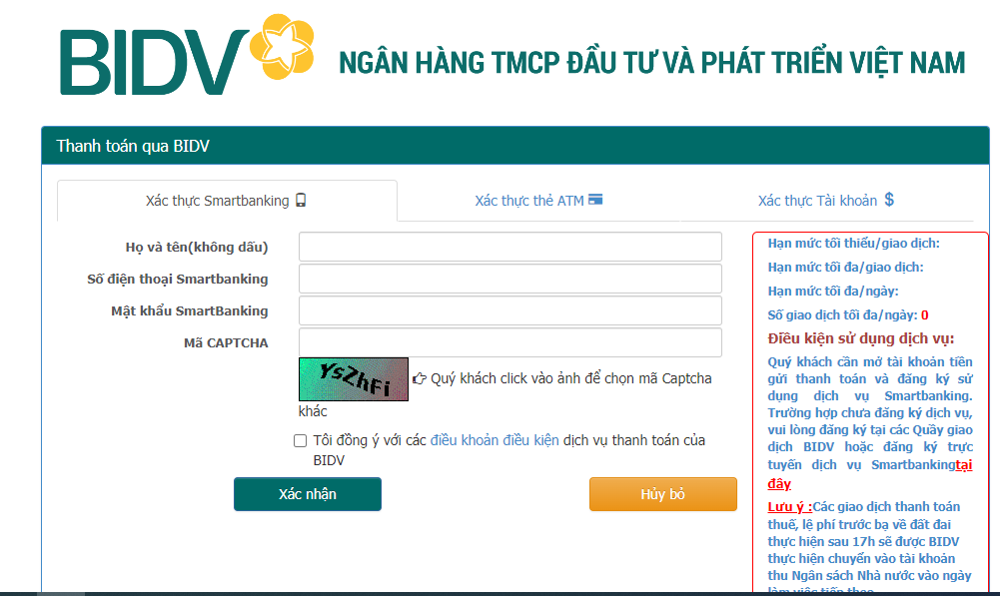 BIDV
NGÂN HÀNG TMCP ĐẦU TƯ VÀ PHÁT TRIỂN VIỆT NAM
Thanh toán qua BIDV
Xác thực Smartbanking
Xác thực thẻ ATM
Xác thực Tài khoản
Họ và tên(không dấu)
Số điện thoại Smartbanking
Mật khẩu SmartBanking
Mã CAPTCHA
YsZhFi
Quý khách click vào ảnh để chọn mã Captcha
khác
Tôi đồng ý với các điều khoản điều kiện dịch vụ thanh toán của
BIDV
Xác nhận
Hủy bỏ
Hạn mức tối thiểu/giao dịch:
Hạn mức tối đa/giao dịch:
Hạn mức tối đa/ngày:
Số giao dịch tối đa/ngày: 0
Điều kiện sử dụng dịch vụ:
Quý khách cần mở tài khoản tiền
gửi thanh toán và đăng ký sử
dụng dịch vụ Smartbanking.
Trường hợp chưa đăng ký dịch vụ,
vui lòng đăng ký tại các Quầy giao
dịch BIDV hoặc đăng ký trực
tuyến dịch vụ Smartbankingtại
đây
Lưu ý :Các giao dịch thanh toán
thuế, lệ phí trước bạ về đất đai
thực hiện sau 17h sẽ được BIDV
thực hiện chuyển vào tài khoản
thu Ngân sách Nhà nước vào ngày
làm việc tiếp theo